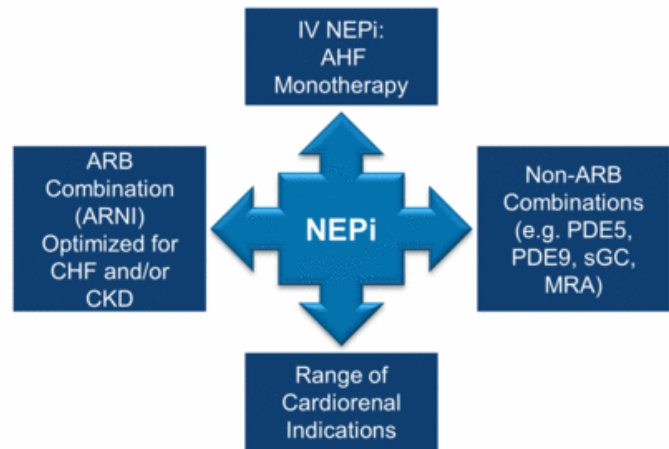 IV NEPi:
AHF
Monotherapy
ARB
Combination
(ARNI)
Optimized for
CHF and/or
CKD
NEPi
Non-ARB
Combinations
(e.g. PDE5,
PDE9, sGC,
MRA)
Range of
Cardiorenal
Indications